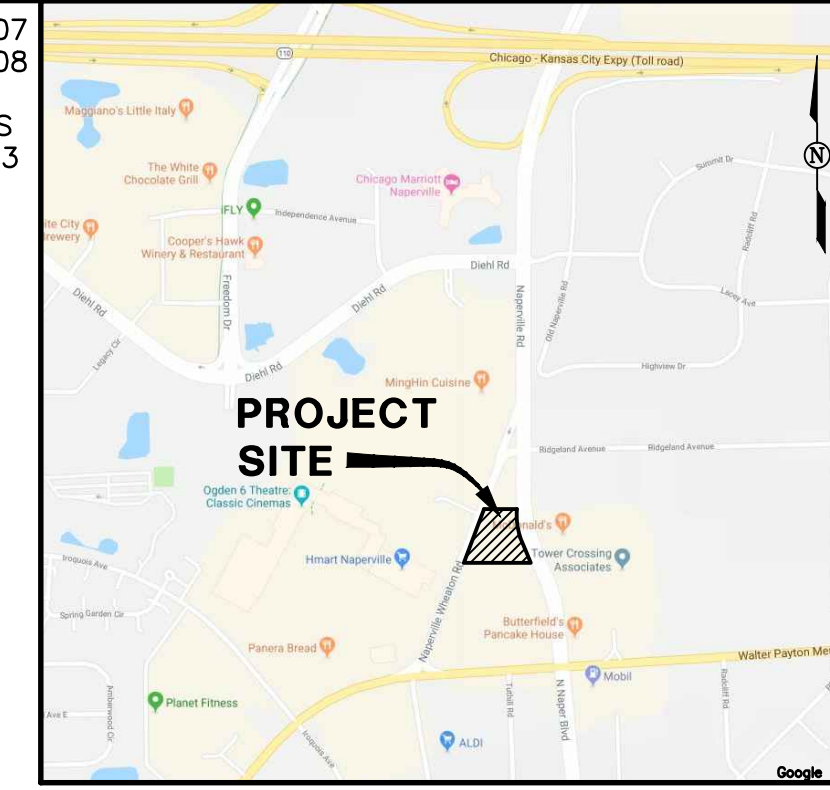 07
08
S
3
110
Chicago - Kansas City Expy (Toll road)
Maggiano's Little Italy
The White
Chocolate Grill
Chicago Marriott
Naperville
Summit Dr
N
iFLY
Independence Avenue
ite City
rewery
Cooper's Hawk
Winery & Restaurant
Radcliff Rd
Diehl Rd
Diehl Rd
Freedom Dr
Diehl Rd
Naperville Rd
Old Naperville Rd
Lacey Ave
Legacy Cir
Diehl Rd
Highview Dr
MingHin Cuisine
PROJECT
SITE
Ridgeland Avenue
Ridgeland Avenue
Ogden 6 Theatre:
Classic Cinemas
nald's
Hmart Naperville
Tower Crossing
Associates
Iroquois Ave
Naperville Wheaton Rd
Spring Garden Cir
Butterfield's
Pancake House
Panera Bread
Walter Payton Me
Mobil
Planet Fitness
Amberwood Cir
Tuthill Rd
N Naper Blvd
Radcliff Rd
Ave E
Iroquois Ave
ALDI
Google